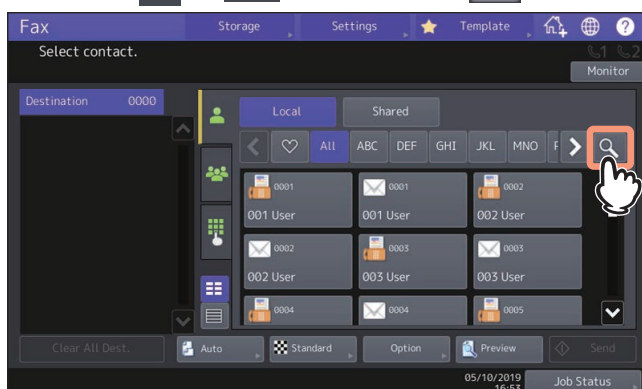 Fax Storage Settings Template ?
Select contact.
1 2
Monitor
Destination 0000
Local Shared
All ABC DEF GHI JKL MNO
0001 0001 0002
001 User 001 User 002 User
0002 0003 0003
002 User 003 User 003 User
0004 0004 0005
Clear All Dest. Auto Standard Option Preview Send
05/10/2019
16:53
Job Status